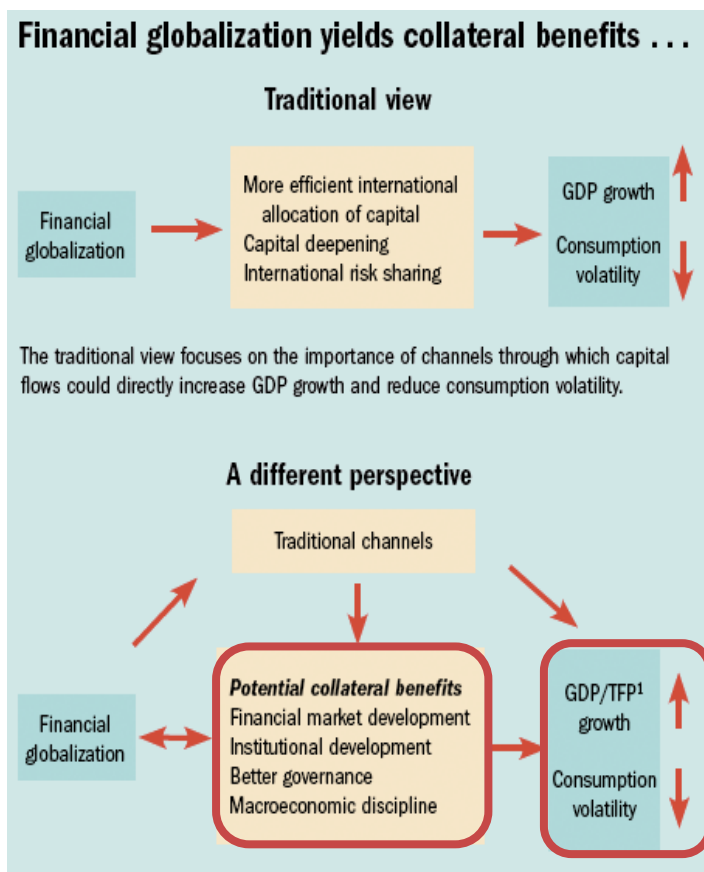 Financial globalization yields collateral benefits . . .
Traditional view
Financial
globalization
More efficient international
allocation of capital
Capital deepening
International risk sharing
GDP growth
Consumption
volatility
The traditional view focuses on the importance of channels through which capital
flows could directly increase GDP growth and reduce consumption volatility.
A different perspective
Traditional channels
Financial
globalization
Potential collateral benefits
Financial market development
Institutional development
Better governance
Macroeconomic discipline
GDP/TFP¹
growth
Consumption
volatility